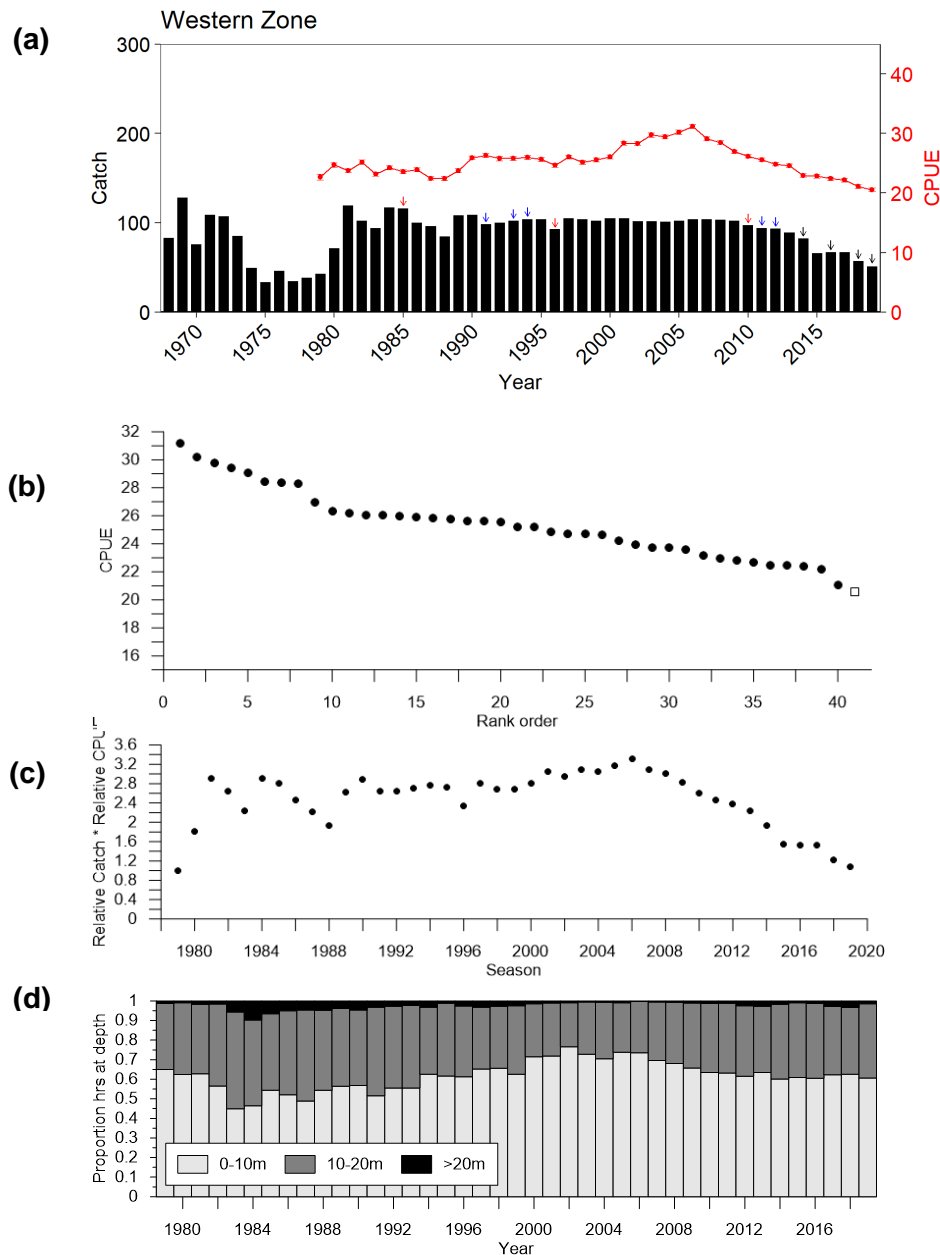 Western Zone
(a)
300
200
100
0
Catch
40
30
20
10
0
CPUE
1970 1975 1980 1985 1990 1995 2000 2005 2010 2015
Year
(b)
32
30
28
26
24
22
20
18
16
CPUE
0 5 10 15 20 25 30 35 40
Rank order
(c)
3.6
3.2
2.8
2.4
2
1.6
1.2
0.8
0.4
0
Relative Catch * Relative CPUE
1980 1984 1988 1992 1996 2000 2004 2008 2012 2016 2020
Season
(d)
1
0.9
0.8
0.7
0.6
0.5
0.4
0.3
0.2
0.1
0
Proportion hrs at depth
0-10m 10-20m >20m
1980 1984 1988 1992 1996 2000 2004 2008 2012 2016
Year